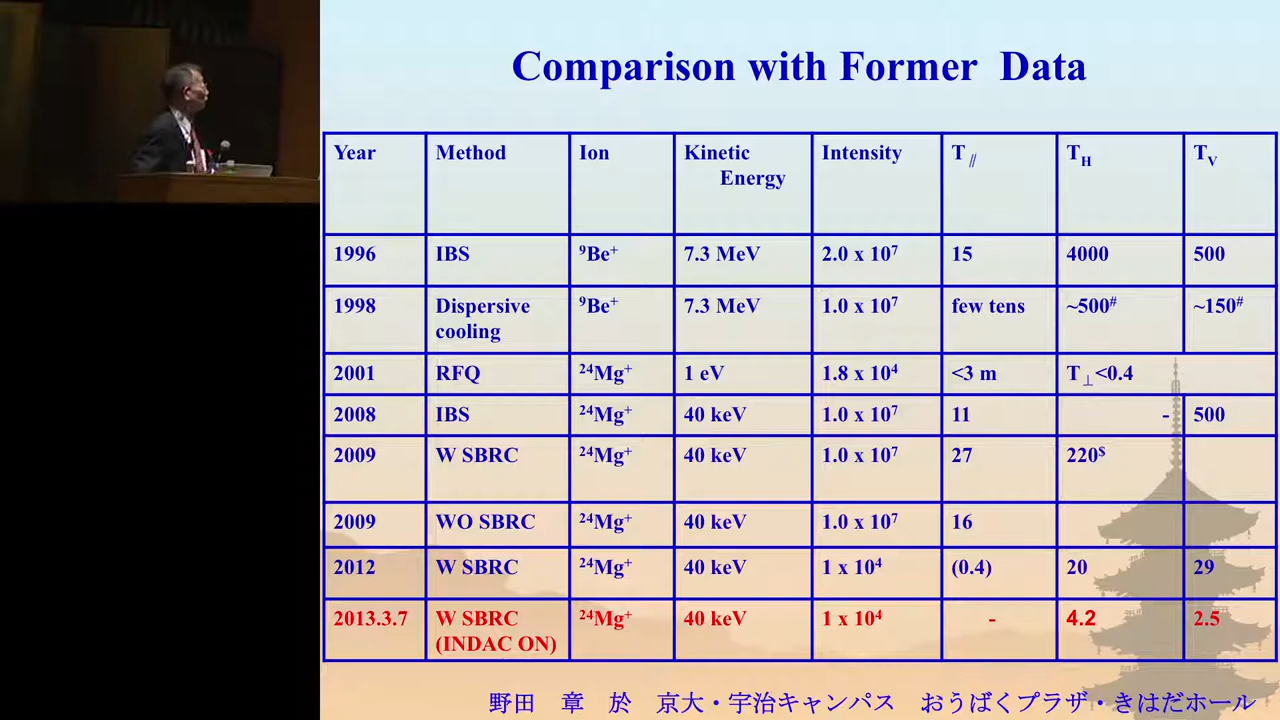 Comparison with Former Data
Year Method Ion Kinetic Energy Intensity T∥ TH TV
1996 IBS ⁹Be⁺ 7.3 MeV 2.0 x 10⁷ 15 4000 500
1998 Dispersive cooling ⁹Be⁺ 7.3 MeV 1.0 x 10⁷ few tens ~500# ~150#
2001 RFQ ²⁴Mg⁺ 1 eV 1.8 x 10⁴ <3 m T⊥<0.4
2008 IBS ²⁴Mg⁺ 40 keV 1.0 x 10⁷ 11 - 500
2009 W SBRC ²⁴Mg⁺ 40 keV 1.0 x 10⁷ 27 220$
2009 WO SBRC ²⁴Mg⁺ 40 keV 1.0 x 10⁷ 16
2012 W SBRC ²⁴Mg⁺ 40 keV 1 x 10⁴ (0.4) 20 29
2013.3.7 W SBRC (INDAC ON) ²⁴Mg⁺ 40 keV 1 x 10⁴ - 4.2 2.5
野田 章 於 京大・宇治キャンパス おうばくプラザ・きはだホール